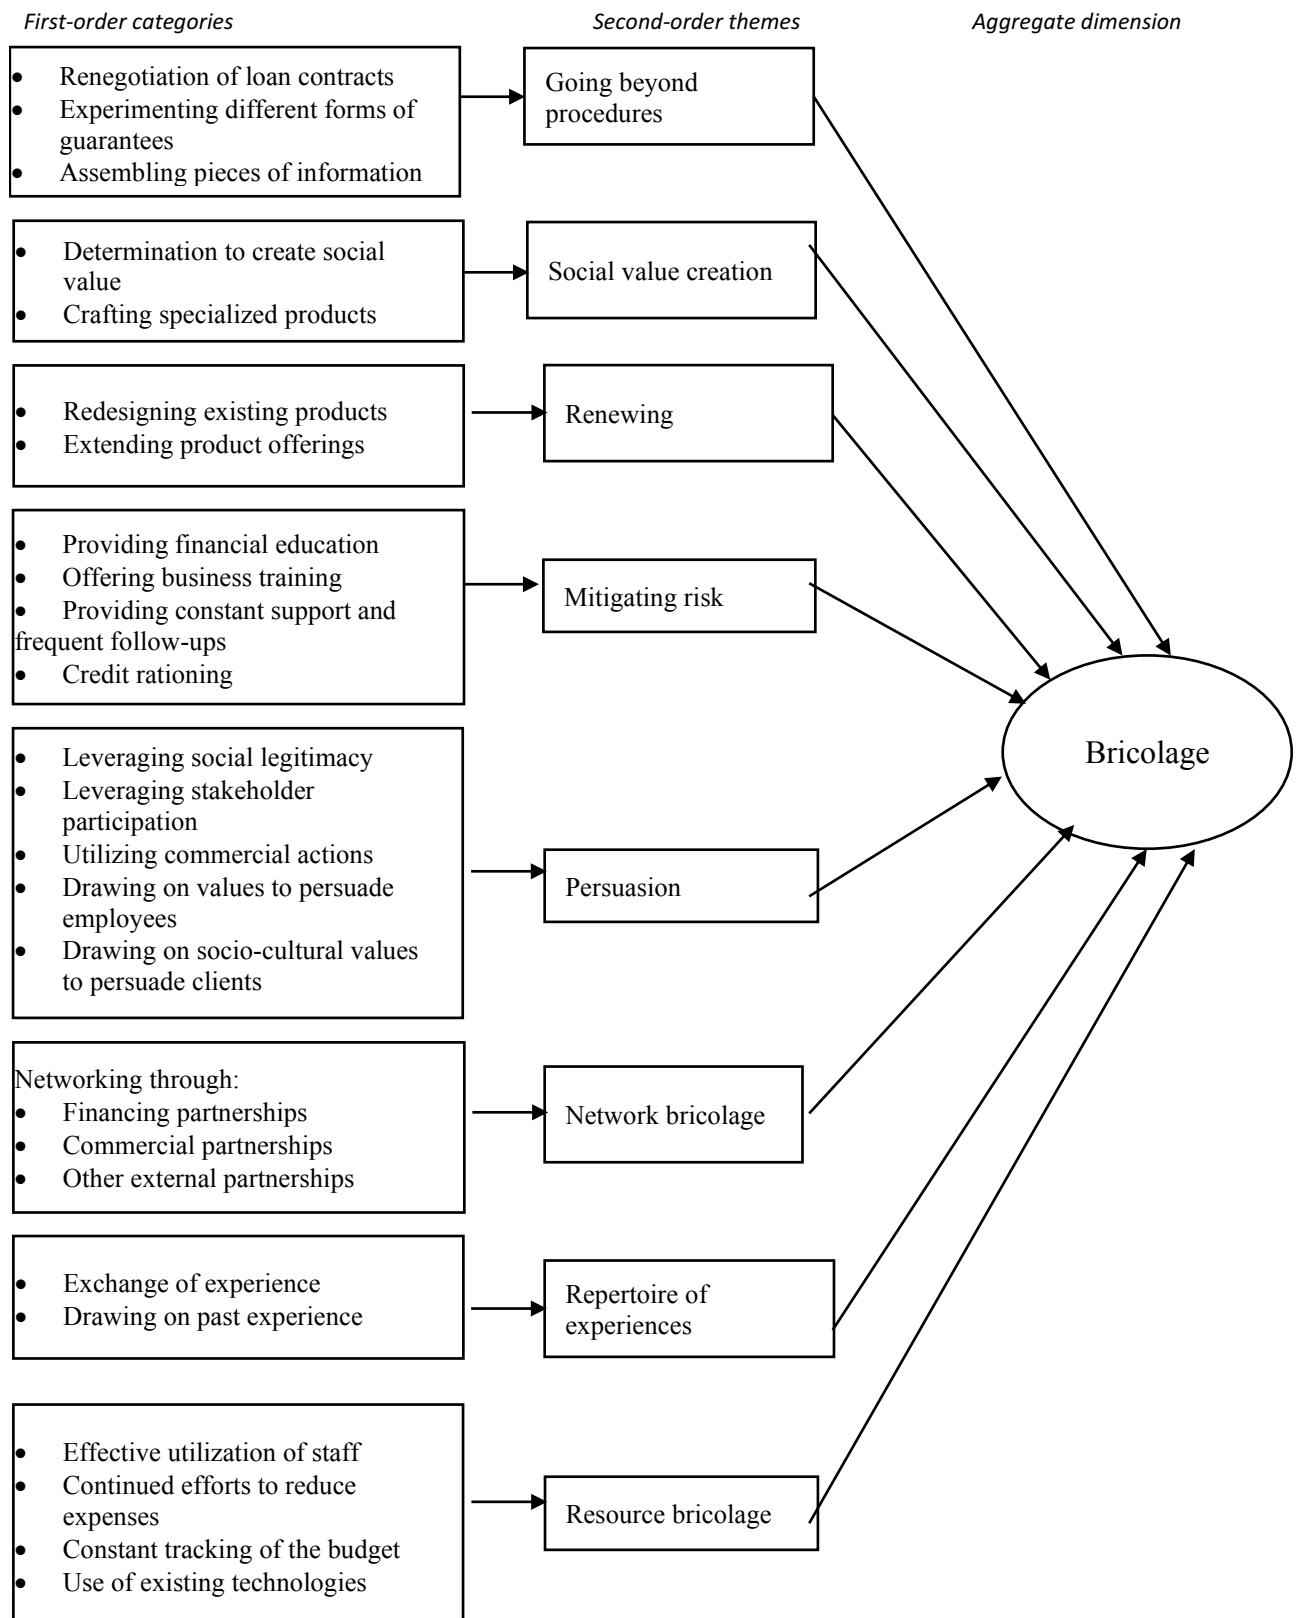 First-order categories
Second-order themes
Aggregate dimension
• Renegotiation of loan contracts
• Experimenting different forms of
guarantees
• Assembling pieces of information
Going beyond
procedures
• Determination to create social
value
• Crafting specialized products
Social value creation
• Redesigning existing products
• Extending product offerings
Renewing
• Providing financial education
• Offering business training
• Providing constant support and
frequent follow-ups
• Credit rationing
Mitigating risk
• Leveraging social legitimacy
• Leveraging stakeholder
participation
• Utilizing commercial actions
• Drawing on values to persuade
employees
• Drawing on socio-cultural values
to persuade clients
Persuasion
Networking through:
• Financing partnerships
• Commercial partnerships
• Other external partnerships
Network bricolage
• Exchange of experience
• Drawing on past experience
Repertoire of
experiences
• Effective utilization of staff
• Continued efforts to reduce
expenses
• Constant tracking of the budget
• Use of existing technologies
Resource bricolage
Bricolage